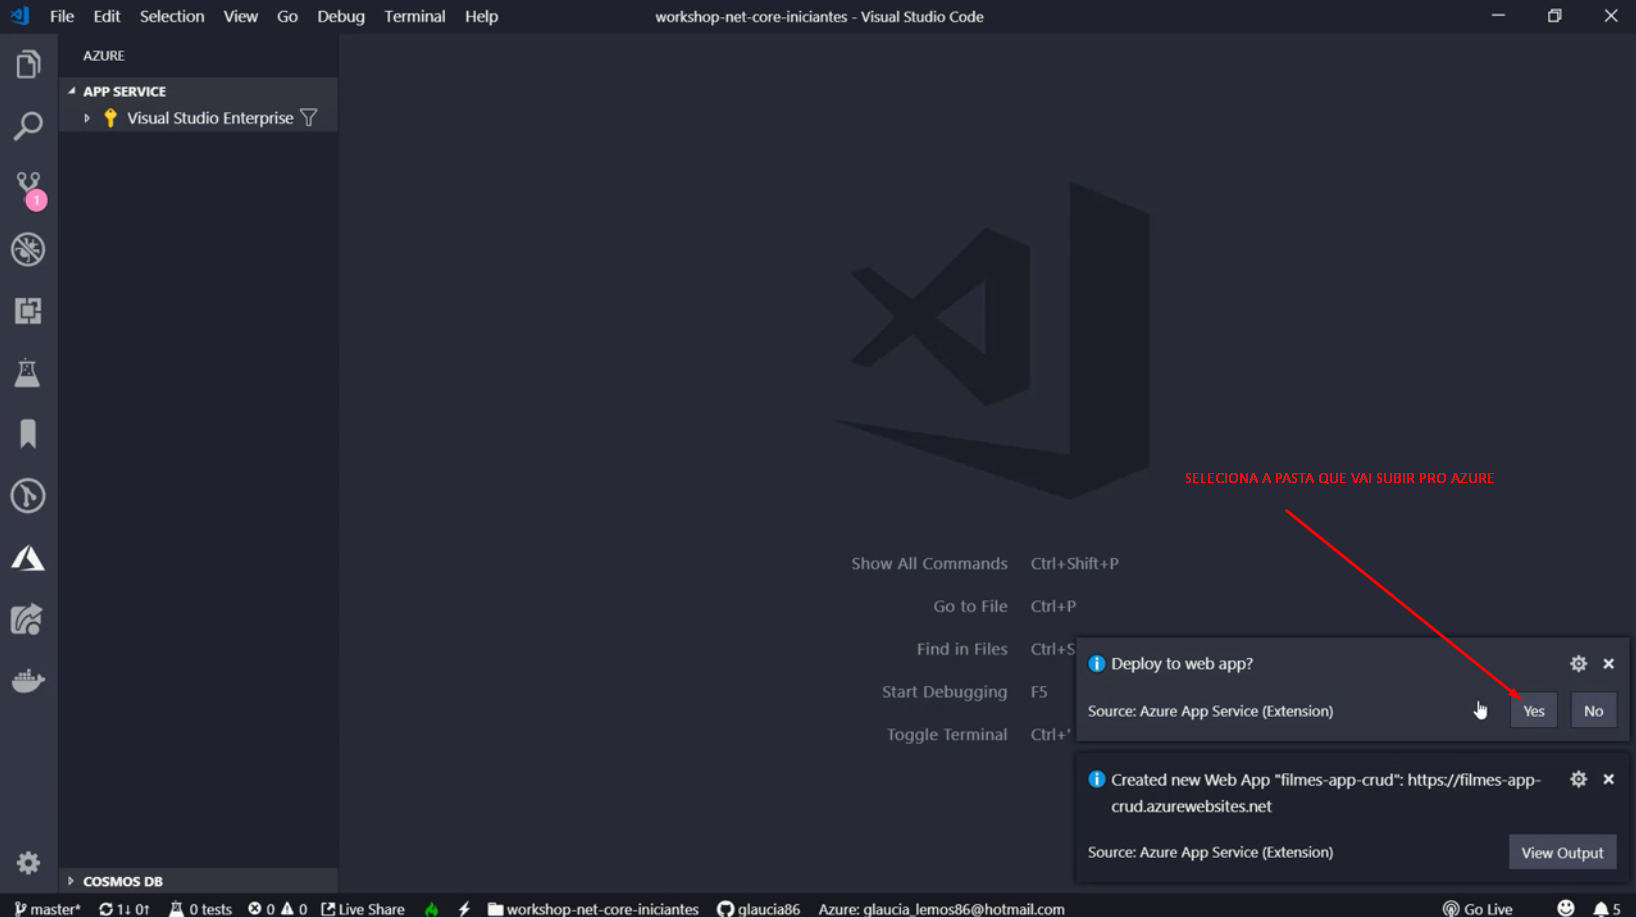 File Edit Selection View Go Debug Terminal Help
workshop-net-core-iniciantes - Visual Studio Code
AZURE
APP SERVICE
Visual Studio Enterprise
1
SELECIONA A PASTA QUE VAI SUBIR PRO AZURE
Show All Commands Ctrl+Shift+P
Go to File Ctrl+P
Find in Files Ctrl+S
Start Debugging F5
Toggle Terminal Ctrl+'
Deploy to web app?
Source: Azure App Service (Extension)
Yes No
Created new Web App "filmes-app-crud": https://filmes-app-
crud.azurewebsites.net
Source: Azure App Service (Extension)
View Output
COSMOS DB
master* 1↓ 0↑ 0 tests 0 0 Live Share workshop-net-core-iniciantes glaucia86 Azure: glaucia_lemos86@hotmail.com Go Live 5